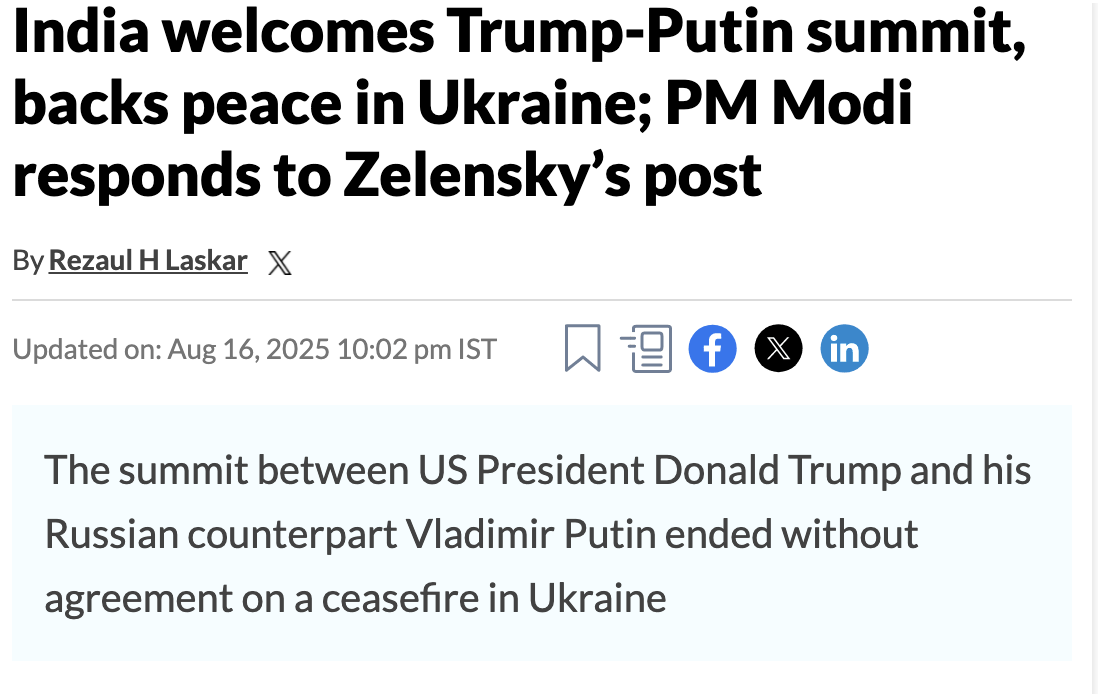 India welcomes Trump-Putin summit,
backs peace in Ukraine; PM Modi
responds to Zelensky’s post
By Rezaul H Laskar
Updated on: Aug 16, 2025 10:02 pm IST
The summit between US President Donald Trump and his
Russian counterpart Vladimir Putin ended without
agreement on a ceasefire in Ukraine